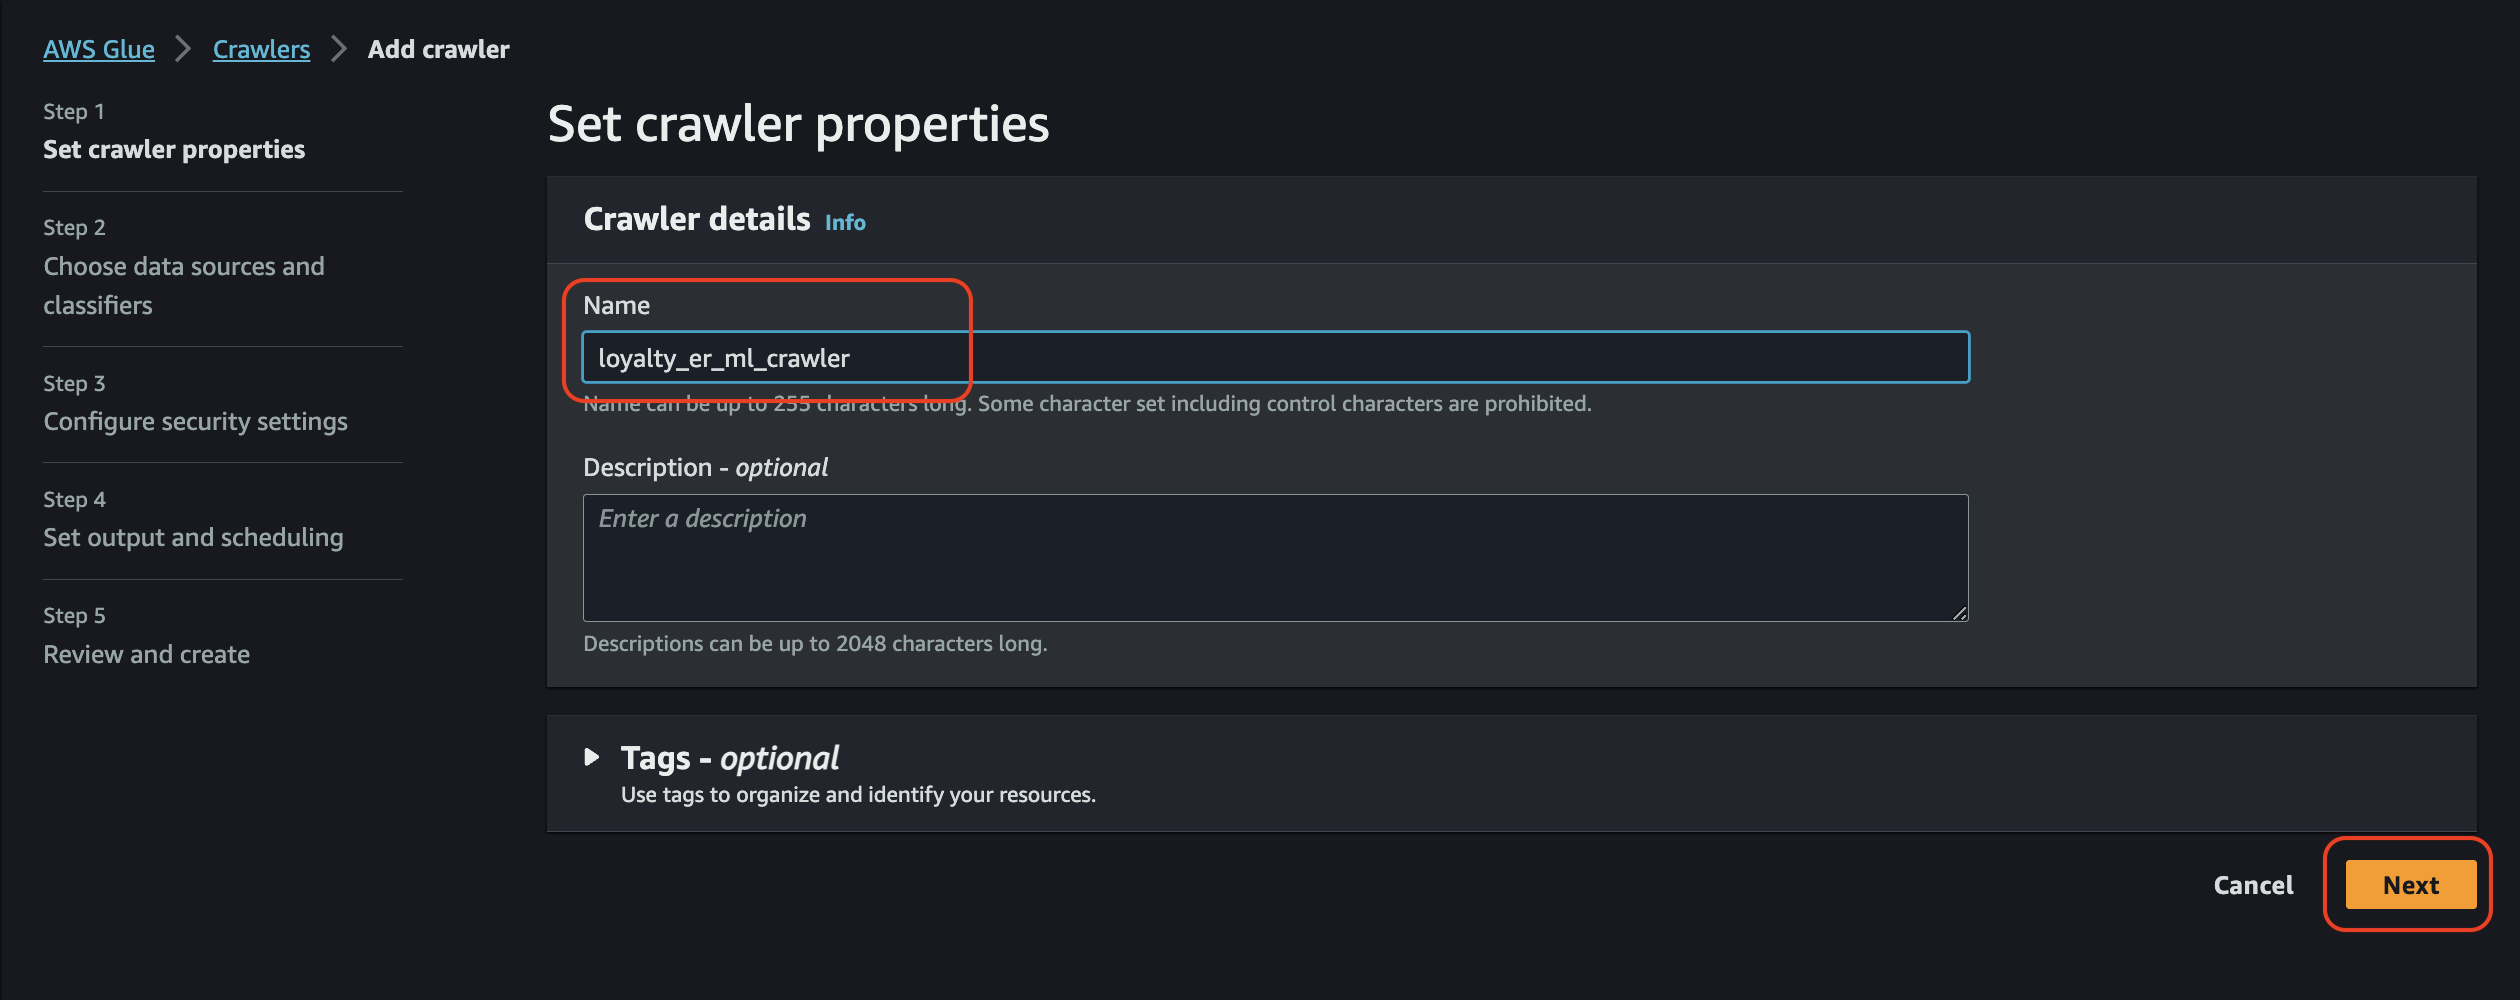 AWS Glue > Crawlers > Add crawler
Step 1
Set crawler properties
Step 2
Choose data sources and
classifiers
Step 3
Configure security settings
Step 4
Set output and scheduling
Step 5
Review and create
Set crawler properties
Crawler details Info
Name
loyalty_er_ml_crawler
Name can be up to 255 characters long. Some character set including control characters are prohibited.
Description - optional
Enter a description
Descriptions can be up to 2048 characters long.
Tags - optional
Use tags to organize and identify your resources.
Cancel Next